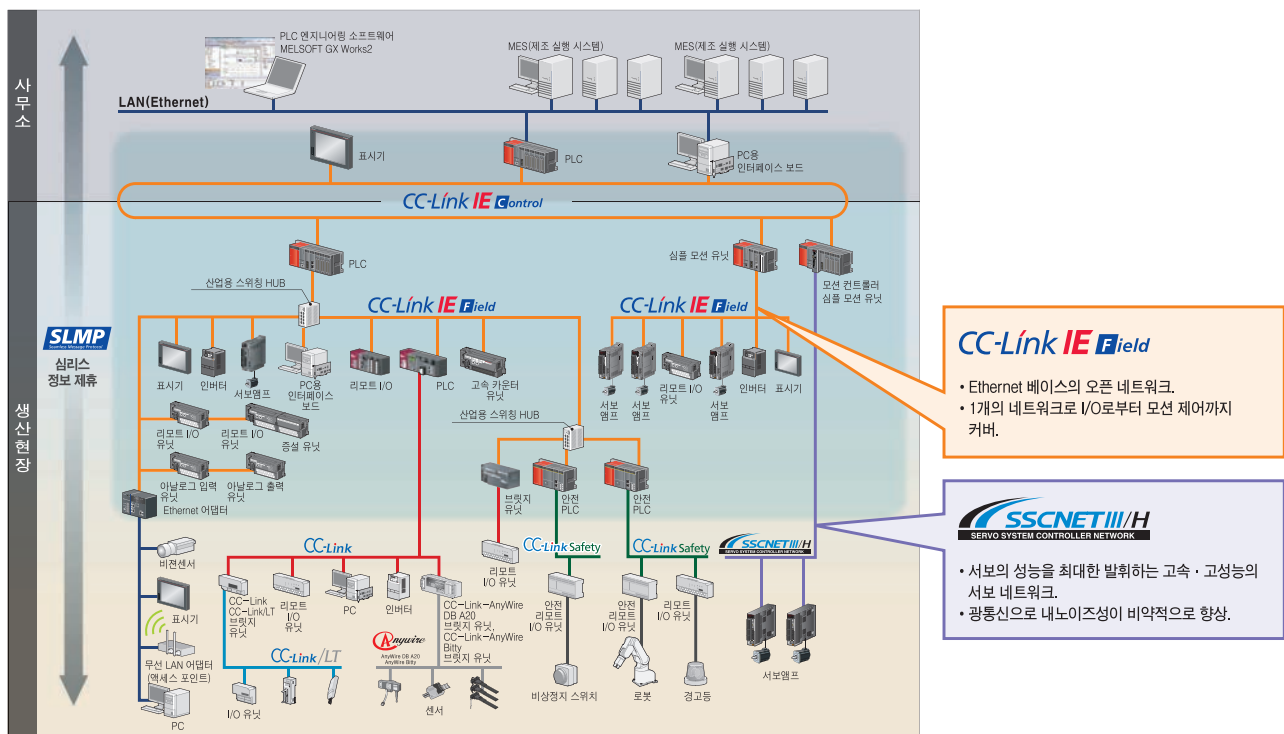 PLC 엔지니어링 소프트웨어
MELSOFT GX Works2
MES(제조 실행 시스템)
MES(제조 실행 시스템)
사무소
LAN(Ethernet)
표시기
PLC
PC용
인터페이스 보드
CC-Link IE Control
PLC
심플 모션 유닛
모션 컨트롤러
심플 모션 유닛
산업용 스위칭 HUB
CC-Link IE Field
CC-Link IE Field
SLMP
Seamless Message Protocol
심리스
정보 제휴
생산현장
표시기
인버터
서보앰프
PC용
인터페이스
보드
리모트 I/O
PLC
고속 카운터
유닛
서보
앰프
서보
앰프
리모트 I/O
유닛
서보
앰프
인버터
표시기
산업용 스위칭 HUB
리모트 I/O
유닛
리모트 I/O
유닛
증설 유닛
아날로그 입력
유닛
아날로그 출력
유닛
Ethernet 어댑터
브릿지
유닛
안전
PLC
안전
PLC
비젼센서
표시기
무선 LAN 어댑터
(액세스 포인트)
PC
CC-Link
CC-Link
CC-Link/LT
브릿지
유닛
리모트
I/O
유닛
PC
인버터
CC-Link-AnyWire
DB A20
브릿지 유닛,
CC-Link-AnyWire
Bitty
브릿지 유닛
리모트
I/O 유닛
CC-Link Safety
CC-Link Safety
안전
리모트
I/O 유닛
안전
리모트
I/O 유닛
리모트
I/O 유닛
SSCNETIII/H
SERVO SYSTEM CONTROLLER NETWORK
CC-Link/LT
I/O 유닛
Anywire
AnyWire DB A20
AnyWire Bitty
센서
비상정지 스위치
로봇
경고등
서보앰프
CC-Link IE Field
• Ethernet 베이스의 오픈 네트워크.
• 1개의 네트워크로 I/O로부터 모션 제어까지
커버.
SSCNETIII/H
SERVO SYSTEM CONTROLLER NETWORK
• 서보의 성능을 최대한 발휘하는 고속 · 고성능의
서보 네트워크.
• 광통신으로 내노이즈성이 비약적으로 향상.